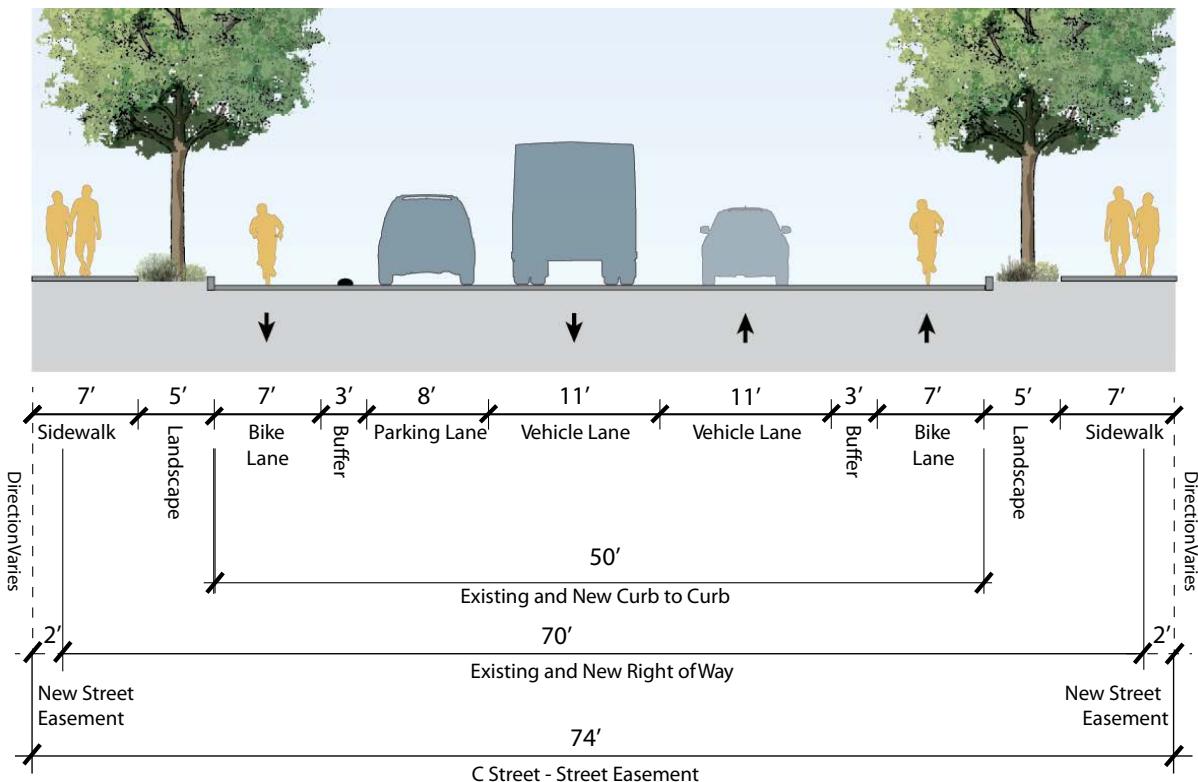 7’ 5’ 7’ 3’ 8’ 11’ 11’ 3’ 7’ 5’ 7’
Sidewalk
Landscape
Bike
Lane
Buffer
Parking Lane
Vehicle Lane
Vehicle Lane
Buffer
Bike
Lane
Landscape
Sidewalk
DirectionVaries
DirectionVaries
50’
Existing and New Curb to Curb
2’ 70’ 2’
Existing and New Right of Way
New Street
Easement
New Street
Easement
74’
C Street - Street Easement